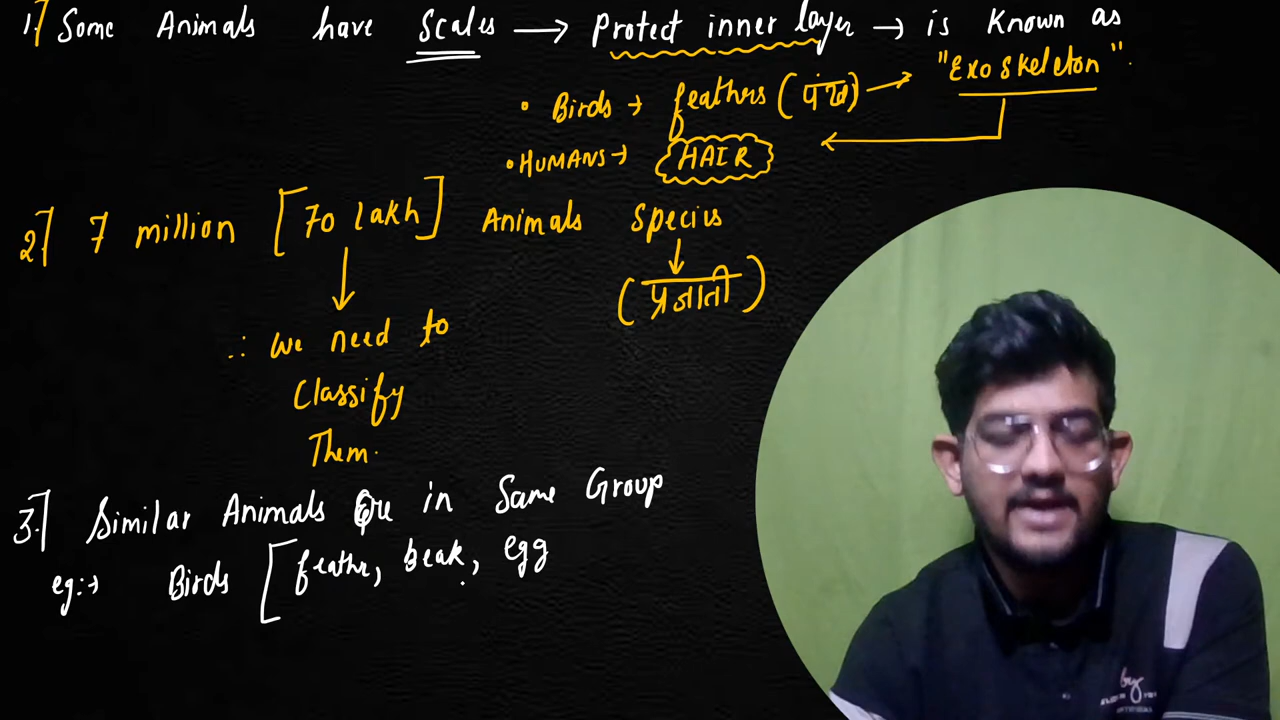 1.] Some Animals have Scales → Protect inner layer → is known as
"Exoskeleton".
• Birds → feathers (पंख) →
• HUMANS → HAIR
2.] 7 million [70 lakh] Animals Species
↓
(प्रजाती)
∴ we need to
Classify
Them.
3.] Similar Animals are in Same Group
eg:→ Birds [feathr, beak, egg
by